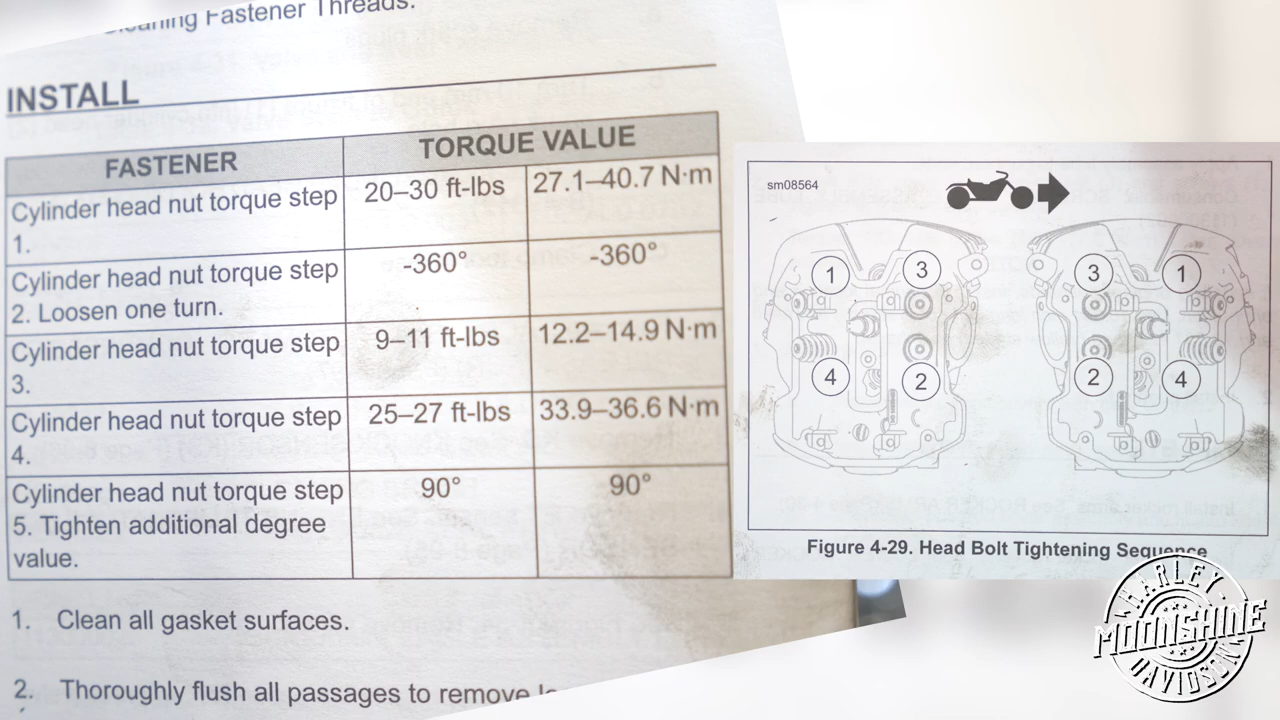 Cleaning Fastener Threads.
INSTALL
FASTENER TORQUE VALUE
Cylinder head nut torque step 20–30 ft-lbs 27.1–40.7 N·m
1.
Cylinder head nut torque step -360° -360°
2. Loosen one turn.
Cylinder head nut torque step 9–11 ft-lbs 12.2–14.9 N·m
3.
Cylinder head nut torque step 25–27 ft-lbs 33.9–36.6 N·m
4.
Cylinder head nut torque step 90° 90°
5. Tighten additional degree
value.
1. Clean all gasket surfaces.
2. Thoroughly flush all passages to remove
sm08564
1 3 3 1
4 2 2 4
Figure 4-29. Head Bolt Tightening Sequence
HARLEY-
MOONSHINE
DAVIDSON